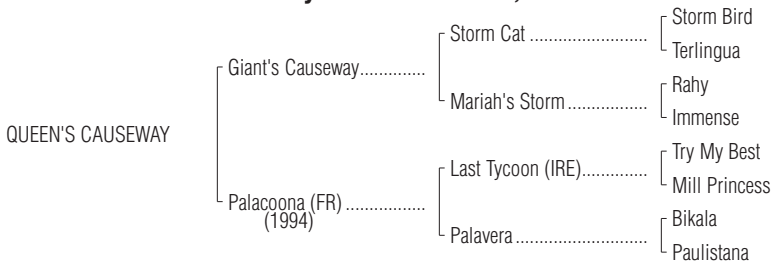 Storm Bird
Storm Cat ......................
Terlingua
Giant's Causeway..............
Rahy
Mariah's Storm .................
Immense
QUEEN'S CAUSEWAY
Try My Best
Last Tycoon (IRE)..............
Mill Princess
Palacoona (FR) .................
(1994)
Bikala
Palavera ............................
Paulistana